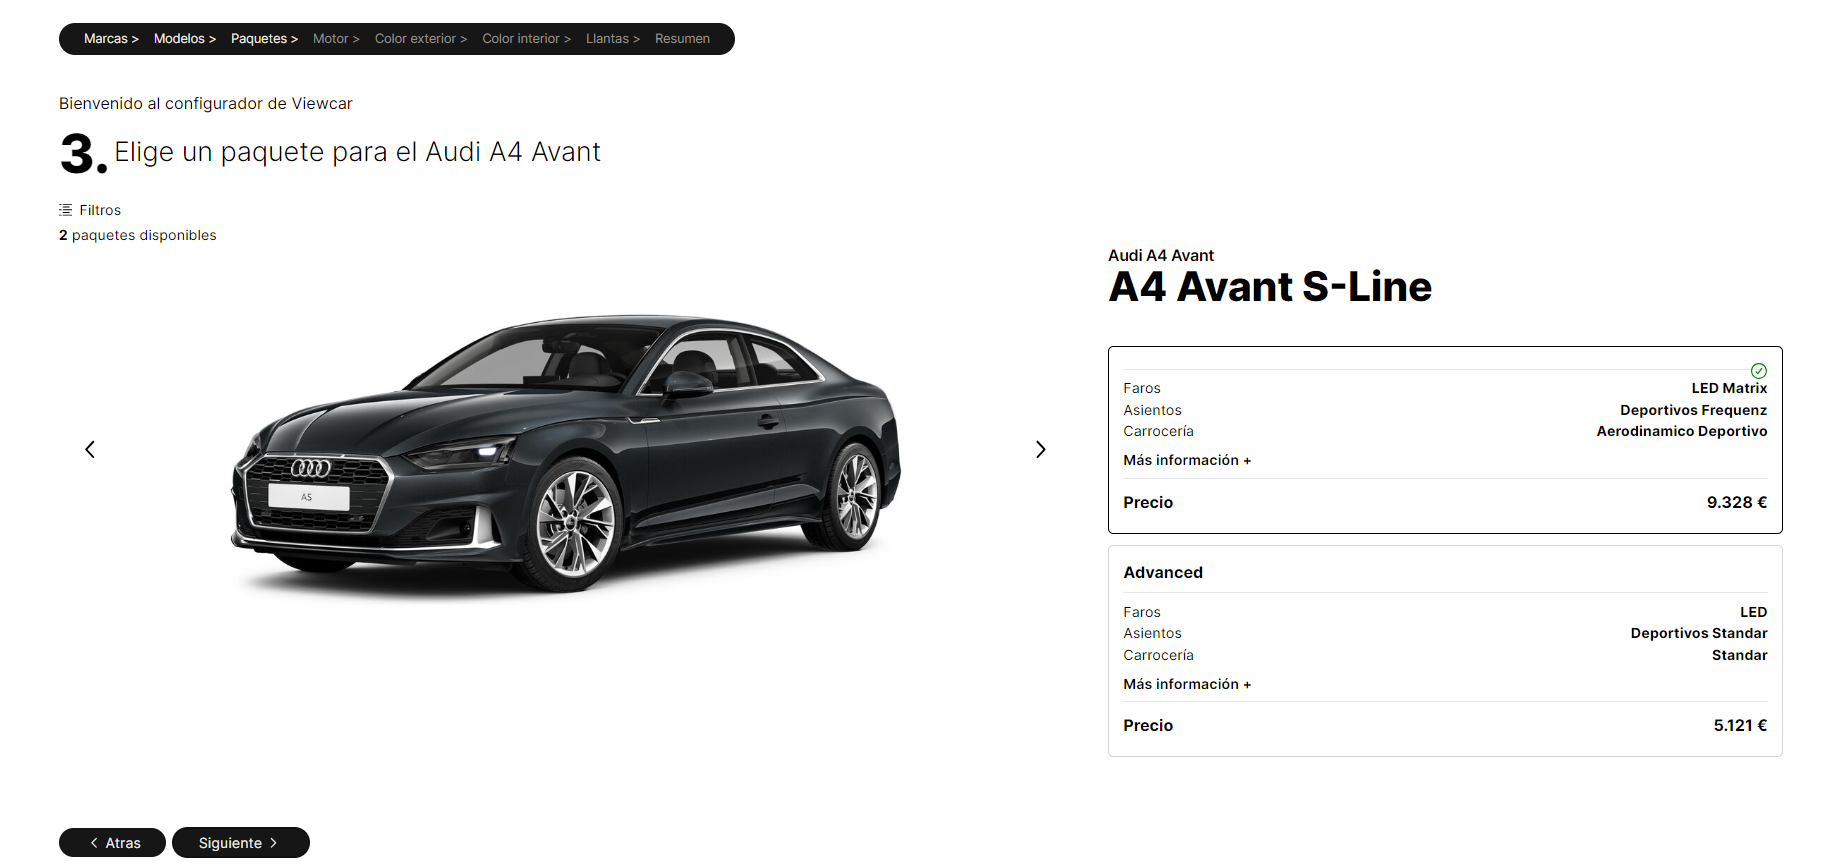 Marcas > Modelos > Paquetes > Motor > Color exterior > Color interior > Llantas > Resumen
Bienvenido al configurador de Viewcar
3. Elige un paquete para el Audi A4 Avant
Filtros
2 paquetes disponibles
A5
Audi A4 Avant
A4 Avant S-Line
Faros LED Matrix
Asientos Deportivos Frequenz
Carrocería Aerodinamico Deportivo
Más información +
Precio 9.328 €
Advanced
Faros LED
Asientos Deportivos Standar
Carrocería Standar
Más información +
Precio 5.121 €
Atras Siguiente